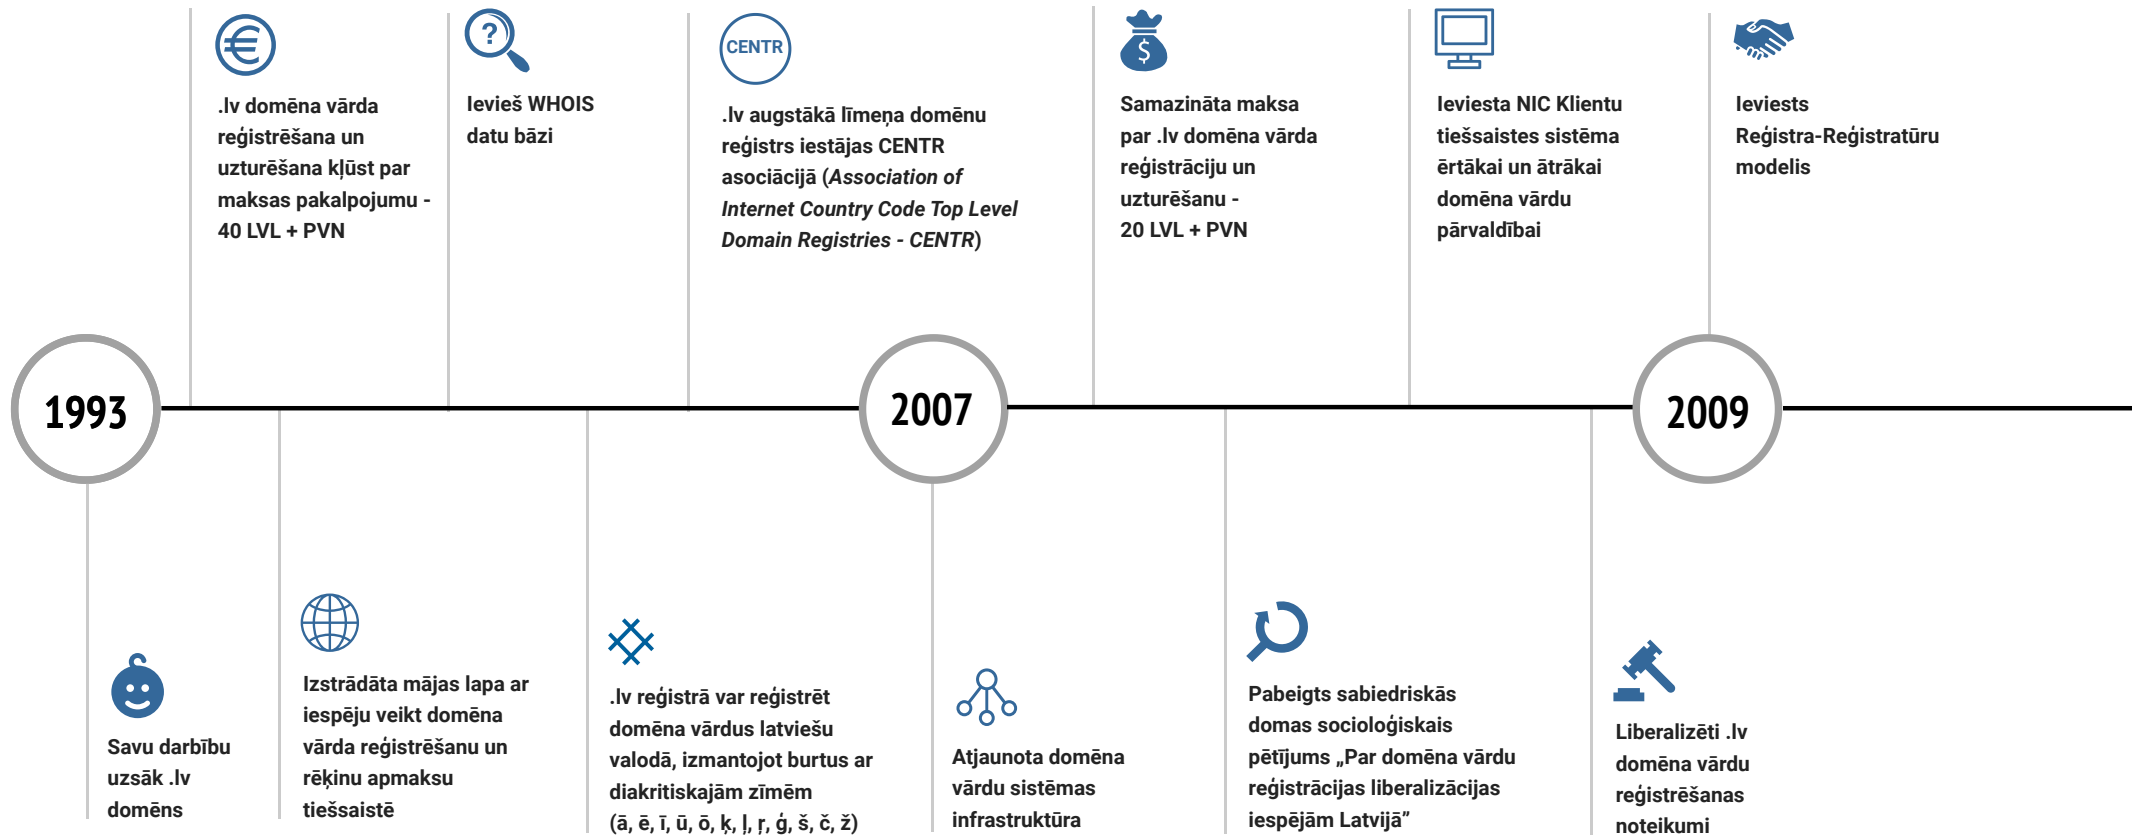 .lv domēna vārda
reģistrēšana un
uzturēšana kļūst par
maksas pakalpojumu -
40 LVL + PVN
?
Ievieš WHOIS
datu bāzi
CENTR
.lv augstākā līmeņa domēnu
reģistrs iestājas CENTR
asociācijā (Association of
Internet Country Code Top Level
Domain Registries - CENTR)
$
Samazināta maksa
par .lv domēna vārda
reģistrāciju un
uzturēšanu -
20 LVL + PVN
Ieviesta NIC Klientu
tiešsaistes sistēma
ērtākai un ātrākai
domēna vārdu
pārvaldībai
Ieviests
Reģistra-Reģistratūru
modelis
1993
2007
2009
Savu darbību
uzsāk .lv
domēns
Izstrādāta mājas lapa ar
iespēju veikt domēna
vārda reģistrēšanu un
rēķinu apmaksu
tiešsaistē
.lv reģistrā var reģistrēt
domēna vārdus latviešu
valodā, izmantojot burtus ar
diakritiskajām zīmēm
(ā, ē, ī, ū, ō, ķ, ļ, ŗ, ģ, š, č, ž)
Atjaunota domēna
vārdu sistēmas
infrastruktūra
Pabeigts sabiedriskās
domas socioloģiskais
pētījums „Par domēna vārdu
reģistrācijas liberalizācijas
iespējām Latvijā”
Liberalizēti .lv
domēna vārdu
reģistrēšanas
noteikumi